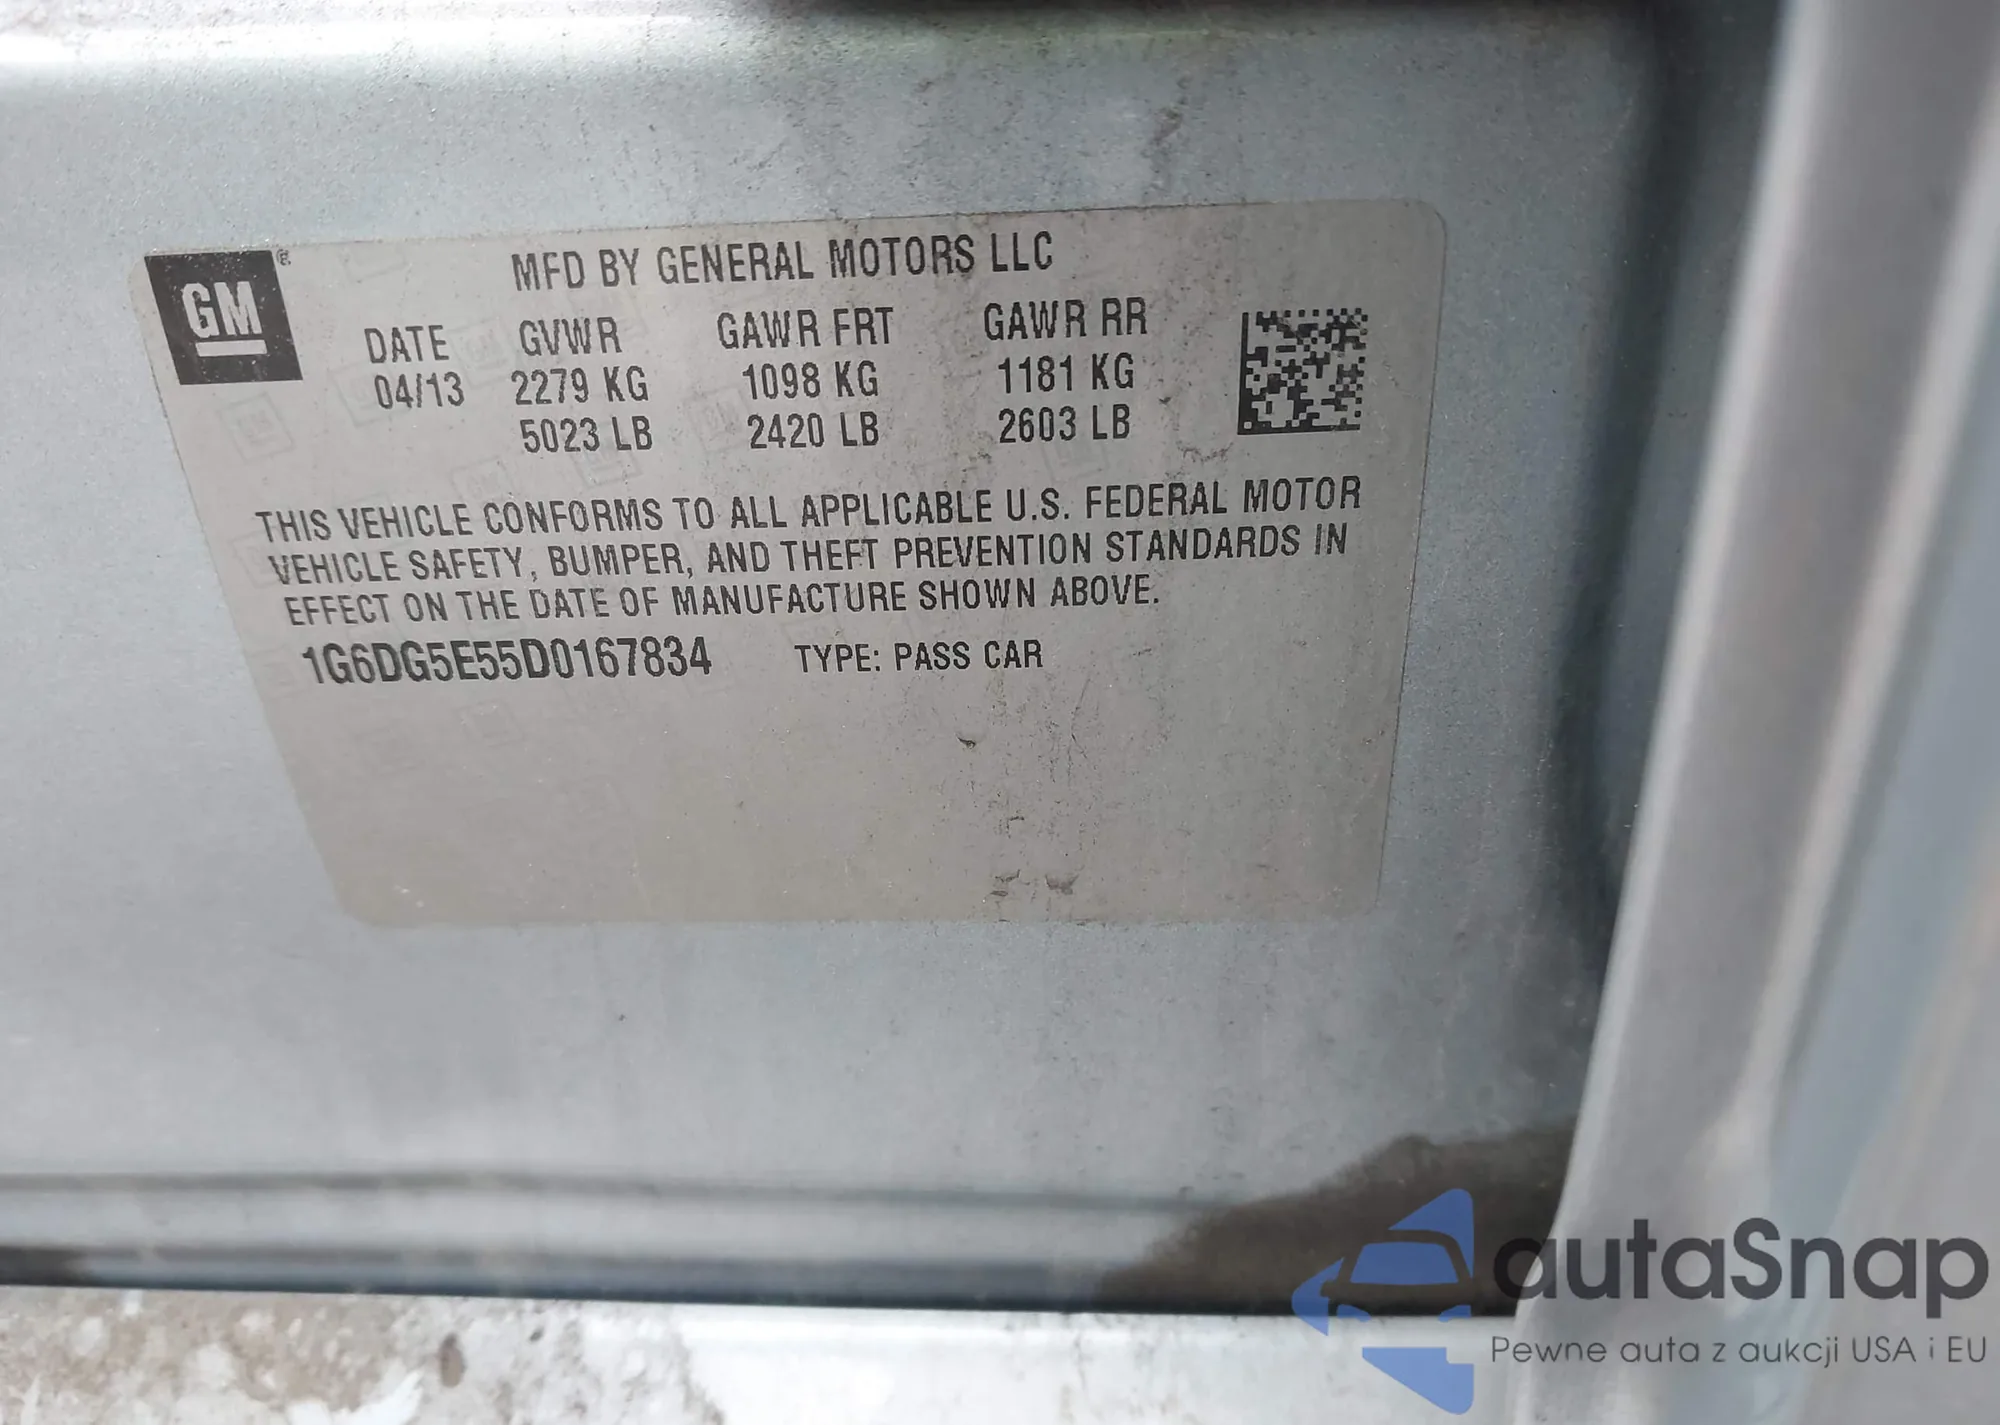 GM ®
MFD BY GENERAL MOTORS LLC
DATE GVWR GAWR FRT GAWR RR
04/13 2279 KG 1098 KG 1181 KG
5023 LB 2420 LB 2603 LB
THIS VEHICLE CONFORMS TO ALL APPLICABLE U.S. FEDERAL MOTOR
VEHICLE SAFETY, BUMPER, AND THEFT PREVENTION STANDARDS IN
EFFECT ON THE DATE OF MANUFACTURE SHOWN ABOVE.
1G6DG5E55D0167834 TYPE: PASS CAR
autaSnap
Pewne auta z aukcji USA i EU